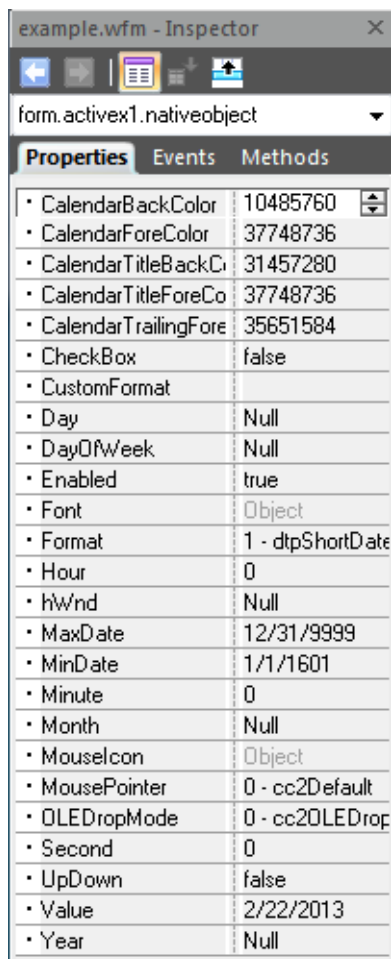 example.wfm - Inspector
form.activex1.nativeobject
Properties Events Methods
CalendarBackColor 10485760
CalendarForeColor 37748736
CalendarTitleBackC 31457280
CalendarTitleForeCo 37748736
CalendarTrailingFore 35651584
CheckBox false
CustomFormat
Day Null
DayOfWeek Null
Enabled true
Font Object
Format 1 - dtpShortDate
Hour 0
hWnd Null
MaxDate 12/31/9999
MinDate 1/1/1601
Minute 0
Month Null
MouseIcon Object
MousePointer 0 - cc2Default
OLEDropMode 0 - cc2OLEDrop
Second 0
UpDown false
Value 2/22/2013
Year Null